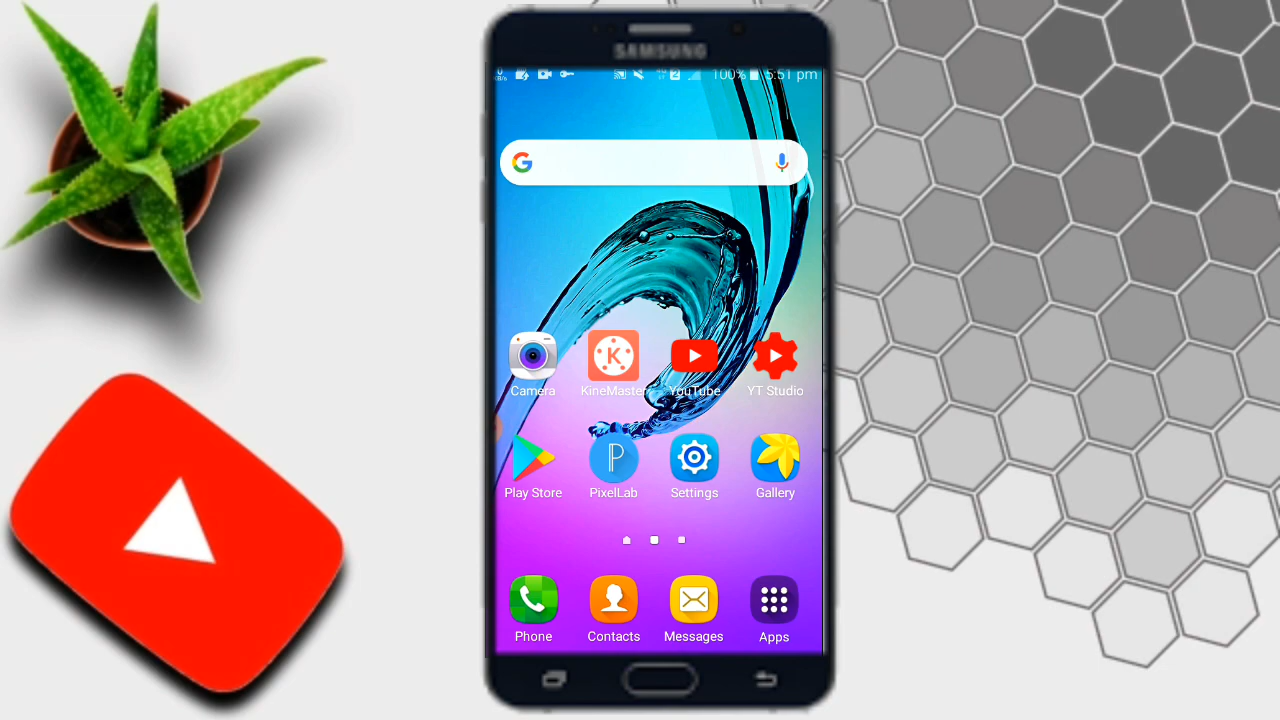 SAMSUNG
100% 5:51 pm
G
Camera KineMaster YouTube YT Studio
Play Store PixelLab Settings Gallery
Phone Contacts Messages Apps